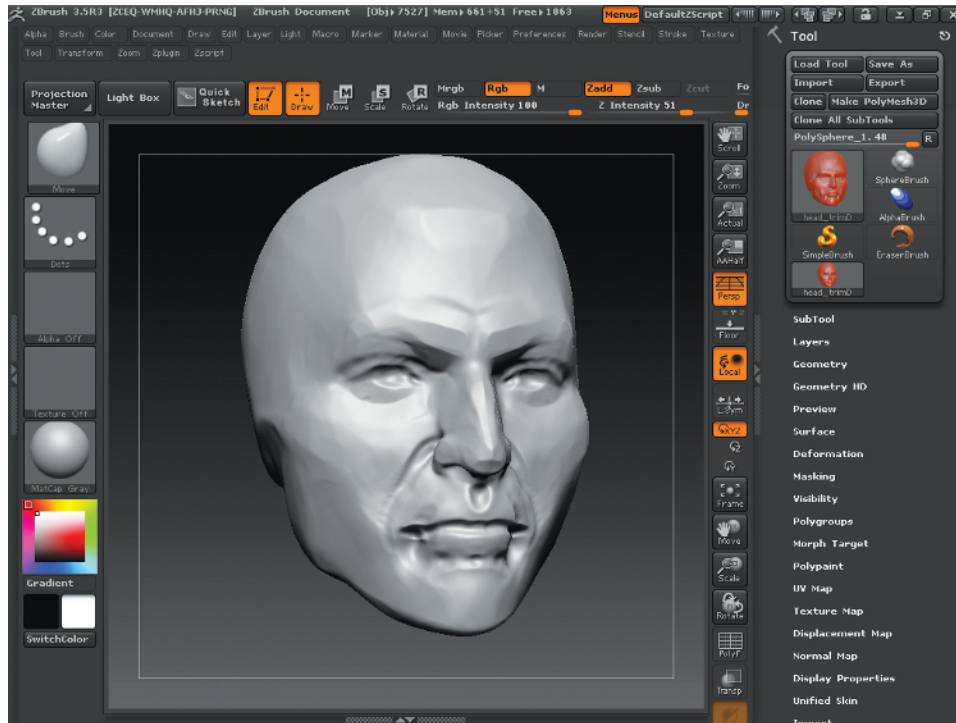 ZBrush 3.5R3 [ZCEQ-WMHQ-AFHJ-PRNG] ZBrush Document [Obj▸7527] Mem▸661+51 Free▸1063 Menus DefaultZScript
Alpha Brush Color Document Draw Edit Layer Light Macro Marker Material Movie Picker Preferences Render Stencil Stroke Texture
Tool Transform Zoom Zplugin Zscript
Projection
Master
Light Box
Quick
Sketch
Edit
Draw
M
Move
S
Scale
R
Rotate
Mrgb Rgb M Zadd Zsub Zcut Fo
Rgb Intensity 100 Z Intensity 51 Dr
Move
Dots
Alpha Off
Texture Off
MatCap Gray
Gradient
SwitchColor
Scroll
Zoom
Actual
AAHalf
Persp
Floor
Local
L.Sym
XYZ
Z
Y
Frame
Move
Scale
Rotate
PolyF
Transp
Tool
Load Tool Save As
Import Export
Clone Make PolyMesh3D
Clone All SubTools
PolySphere_1. 48 R
head_trimD
SphereBrush
AlphaBrush
SimpleBrush
EraserBrush
head_trimD
SubTool
Layers
Geometry
Geometry HD
Preview
Surface
Deformation
Masking
Visibility
Polygroups
Morph Target
Polypaint
UV Map
Texture Map
Displacement Map
Normal Map
Display Properties
Unified Skin
Import